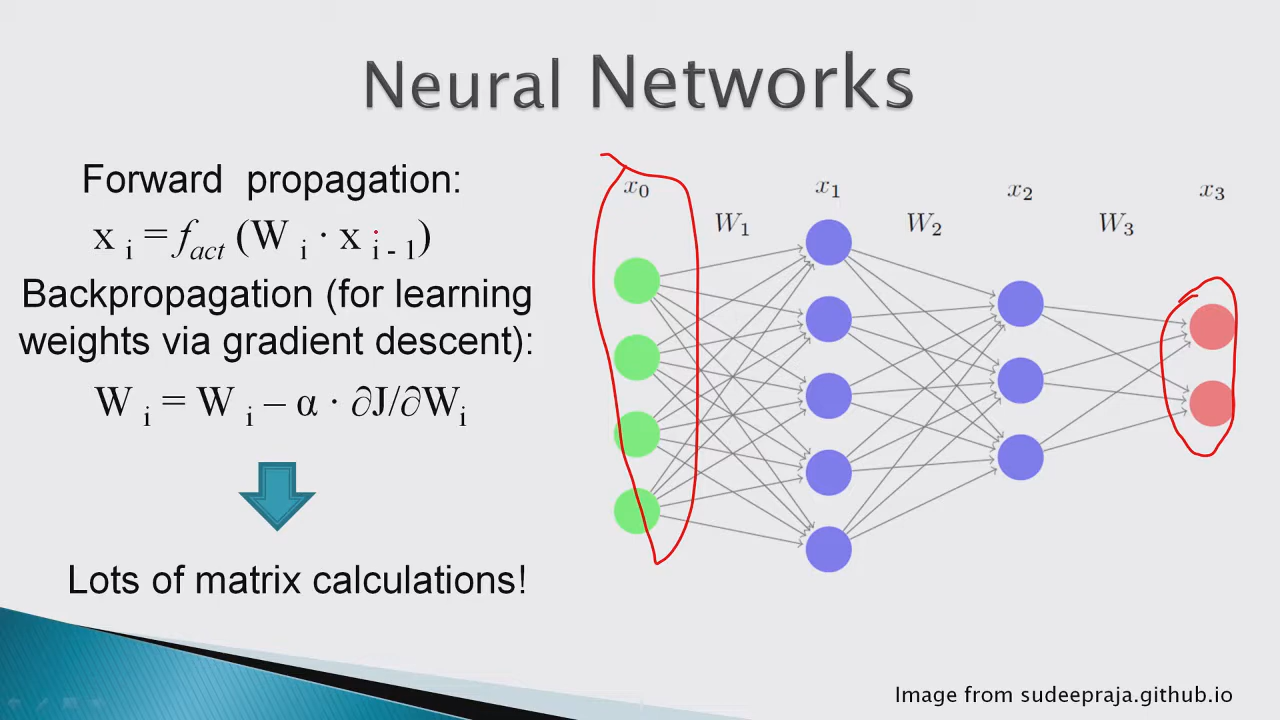 Neural Networks
Forward propagation:
x i = fact (W i · x i - 1)
Backpropagation (for learning
weights via gradient descent):
W i = W i – α · ∂J/∂Wi
Lots of matrix calculations!
x0 x1 x2 x3
W1 W2 W3
Image from sudeepraja.github.io